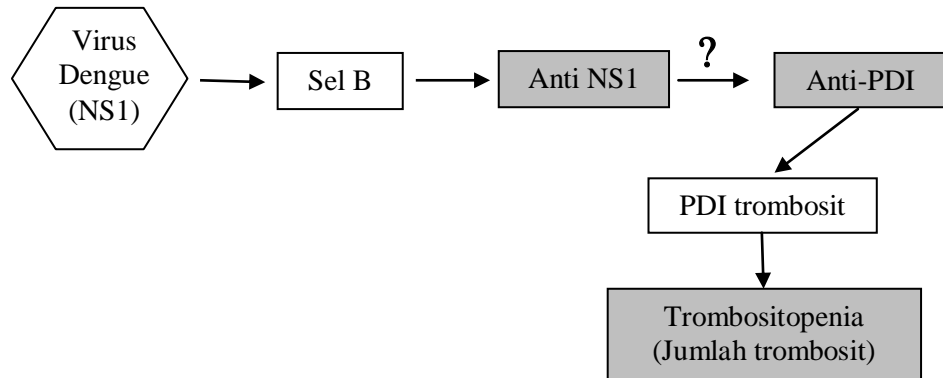 Virus
Dengue
(NS1)
Sel B
Anti NS1
?
Anti-PDI
PDI trombosit
Trombositopenia
(Jumlah trombosit)